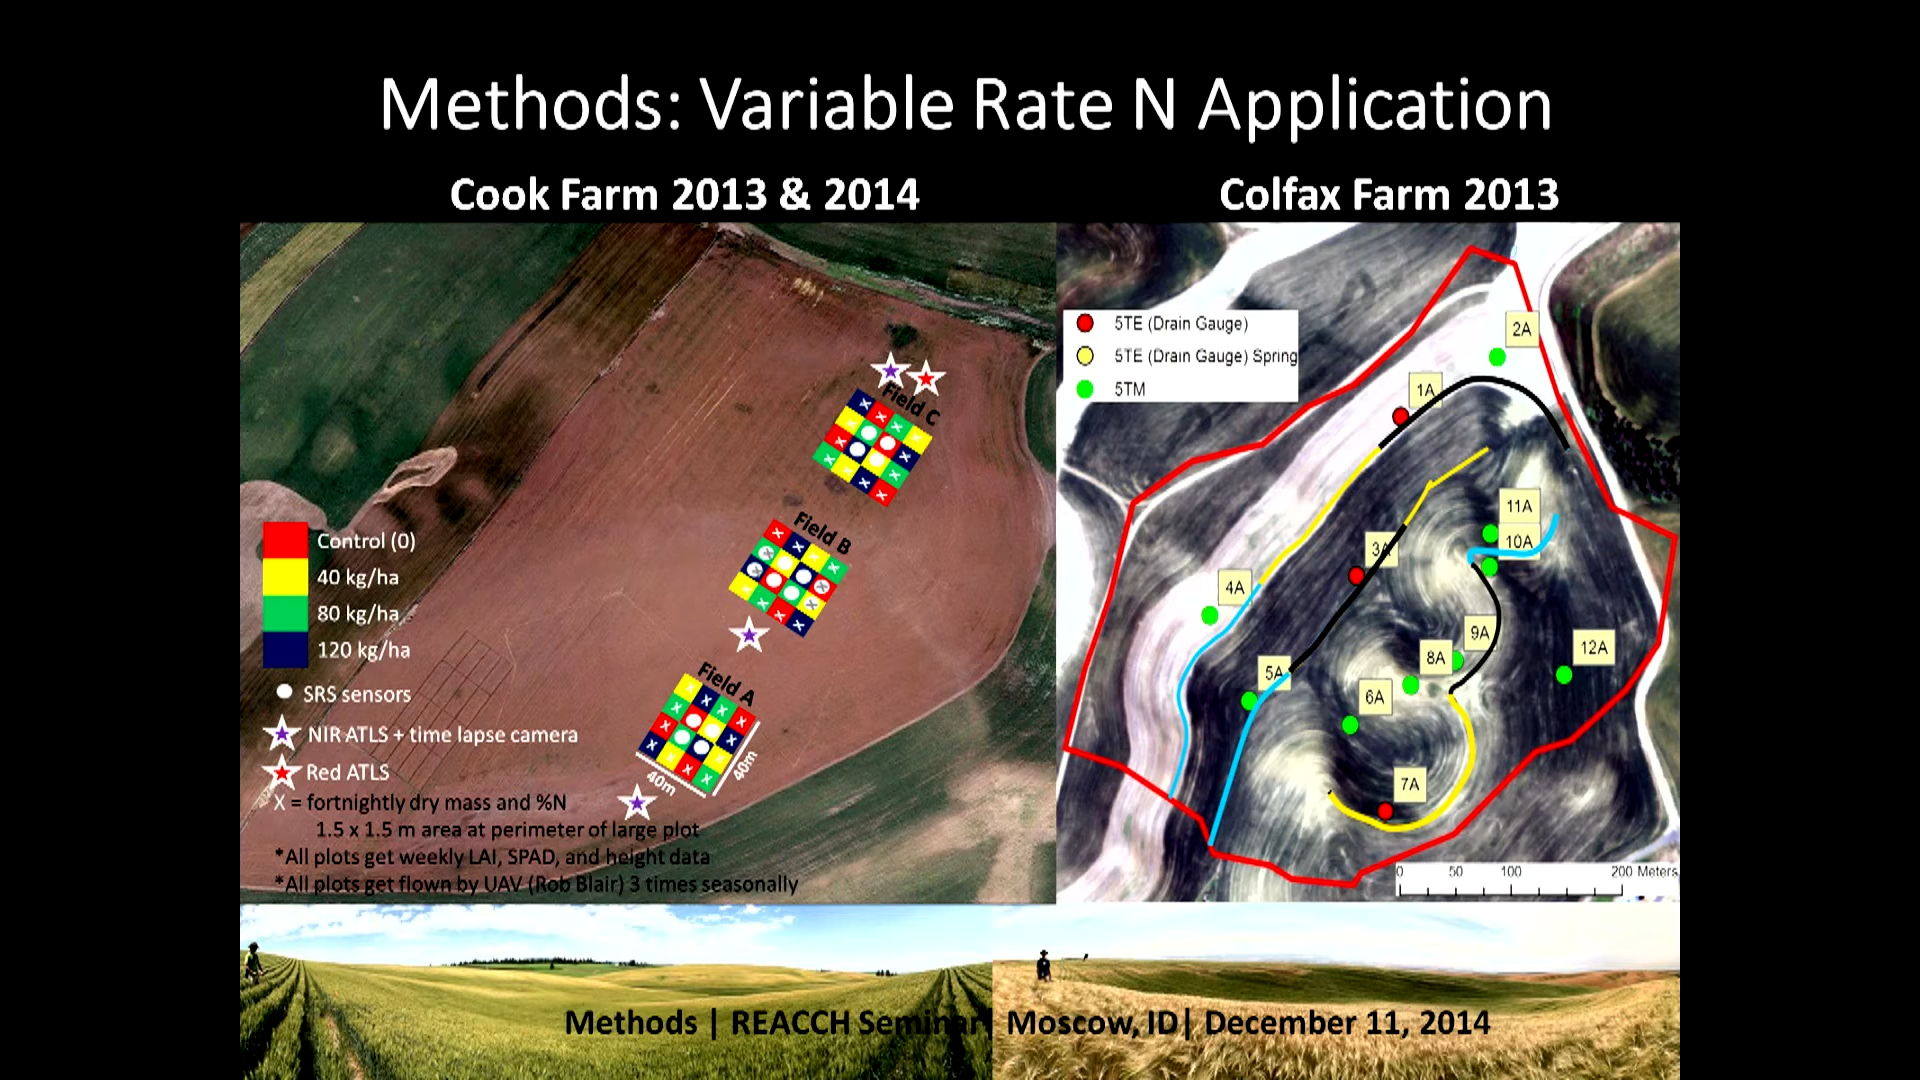 Methods: Variable Rate N Application
Cook Farm 2013 & 2014
Colfax Farm 2013
Field C
Field B
Field A
40m
40m
Control (0)
40 kg/ha
80 kg/ha
120 kg/ha
SRS sensors
NIR ATLS + time lapse camera
Red ATLS
X = fortnightly dry mass and %N
1.5 x 1.5 m area at perimeter of large plot
*All plots get weekly LAI, SPAD, and height data
*All plots get flown by UAV (Rob Blair) 3 times seasonally
5TE (Drain Gauge)
5TE (Drain Gauge) Spring
5TM
2A
1A
11A
10A
3A
4A
9A
12A
8A
5A
6A
7A
0 50 100 200 Meters
Methods | REACCH Seminar| Moscow, ID| December 11, 2014